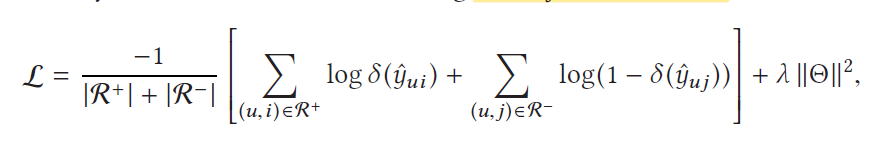 ℒ = −1 / (|ℛ⁺| + |ℛ⁻|) [ ∑_{(u,i)∈ℛ⁺} log δ(ŷ_{ui}) + ∑_{(u,j)∈ℛ⁻} log(1 − δ(ŷ_{uj})) ] + λ ‖Θ‖²,